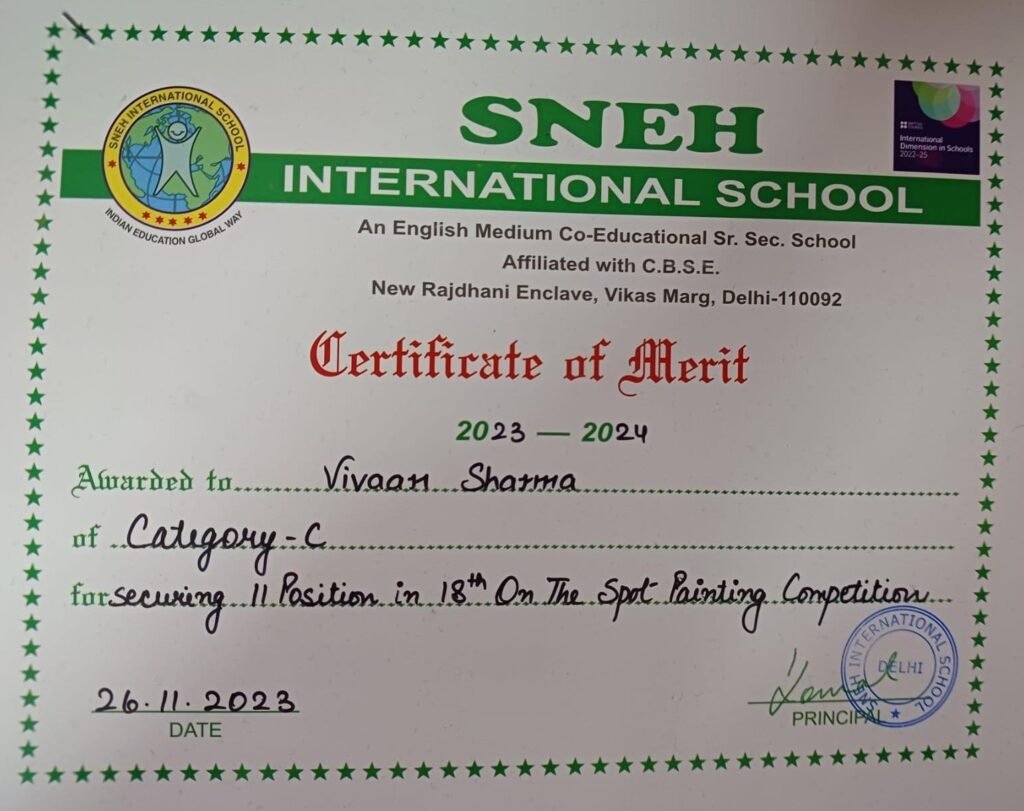 SNEH INTERNATIONAL SCHOOL
INDIAN EDUCATION GLOBAL WAY
SNEH
INTERNATIONAL SCHOOL
BRITISH COUNCIL
International
Dimension in Schools
2022-25
An English Medium Co-Educational Sr. Sec. School
Affiliated with C.B.S.E.
New Rajdhani Enclave, Vikas Marg, Delhi-110092
Certificate of Merit
2023 — 2024
Awarded to Vivaan Sharma
of Category - C
for securing II Position in 18th On The Spot Painting Competition
26.11.2023
DATE
PRINCIPAL
SNEH INTERNATIONAL SCHOOL
DELHI